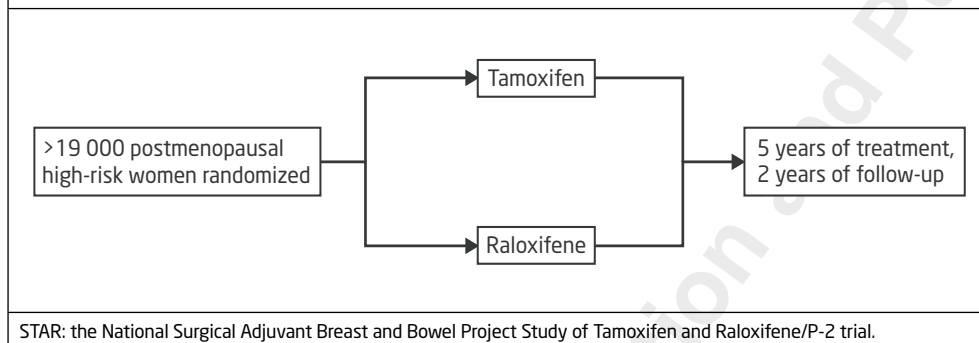 Tamoxifen
>19 000 postmenopausal
high-risk women randomized
5 years of treatment,
2 years of follow-up
Raloxifene
STAR: the National Surgical Adjuvant Breast and Bowel Project Study of Tamoxifen and Raloxifene/P-2 trial.